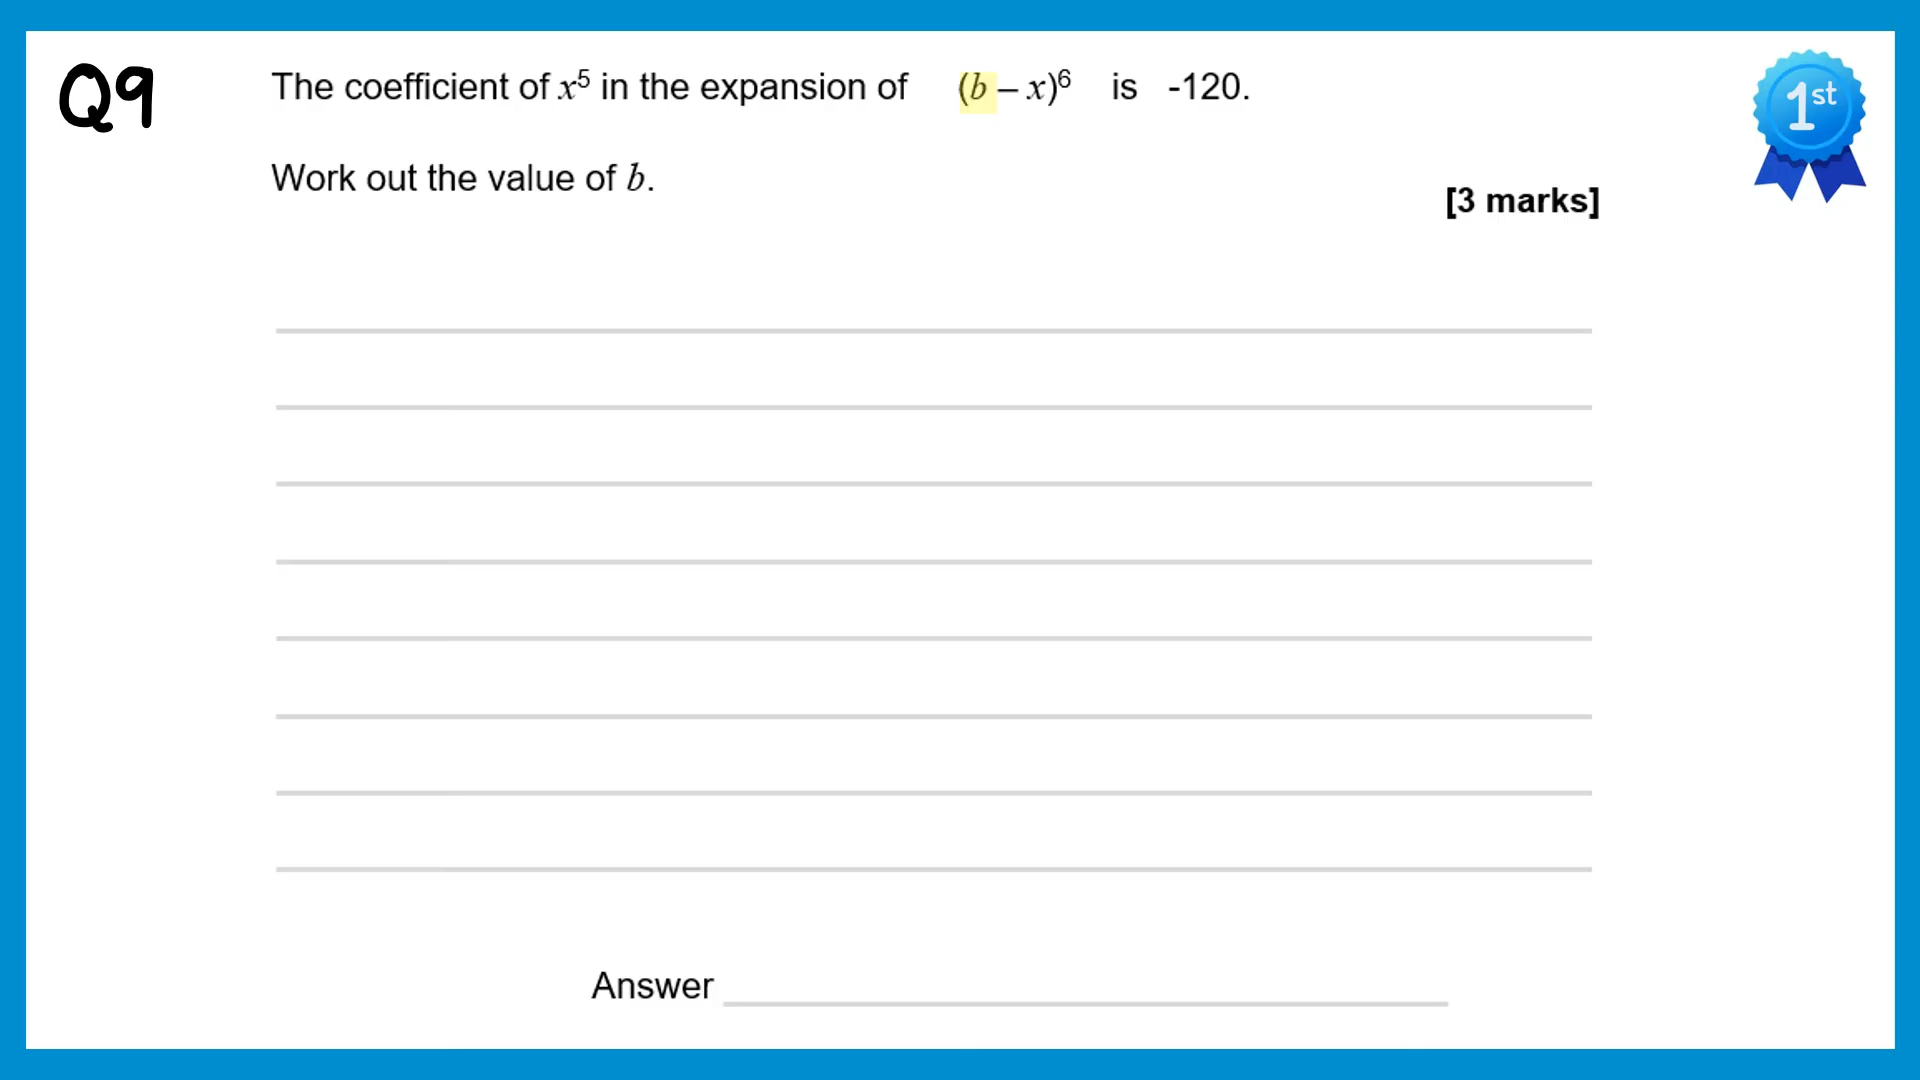 Q9
The coefficient of x⁵ in the expansion of (b – x)⁶ is -120.
1st
Work out the value of b.
[3 marks]
Answer